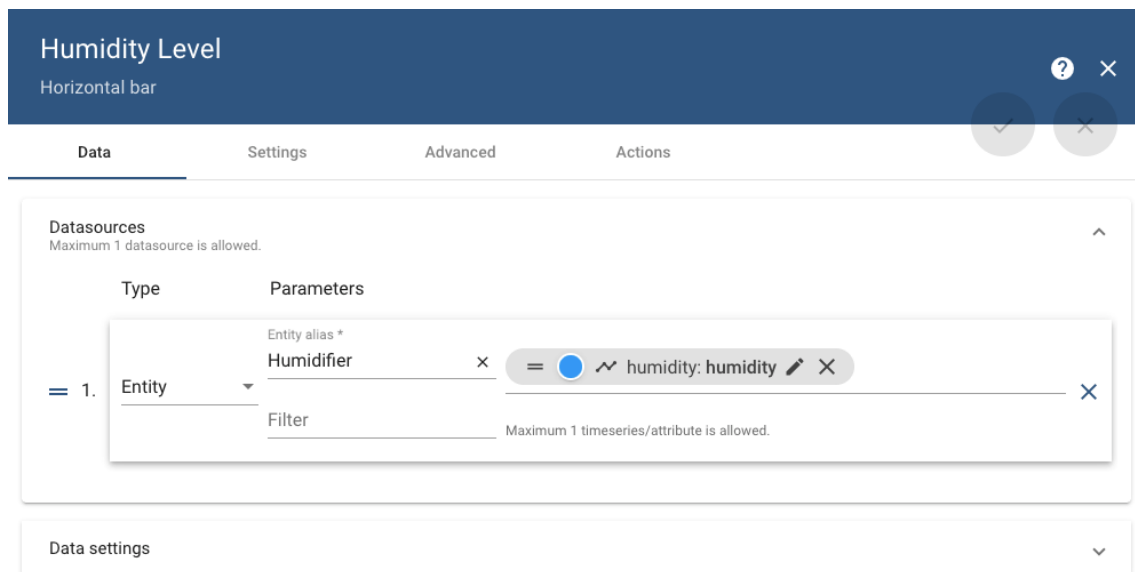 Humidity Level
Horizontal bar
Data Settings Advanced Actions
Datasources
Maximum 1 datasource is allowed.
Type Parameters
Entity alias *
Humidifier
humidity: humidity
1. Entity
Filter
Maximum 1 timeseries/attribute is allowed.
Data settings